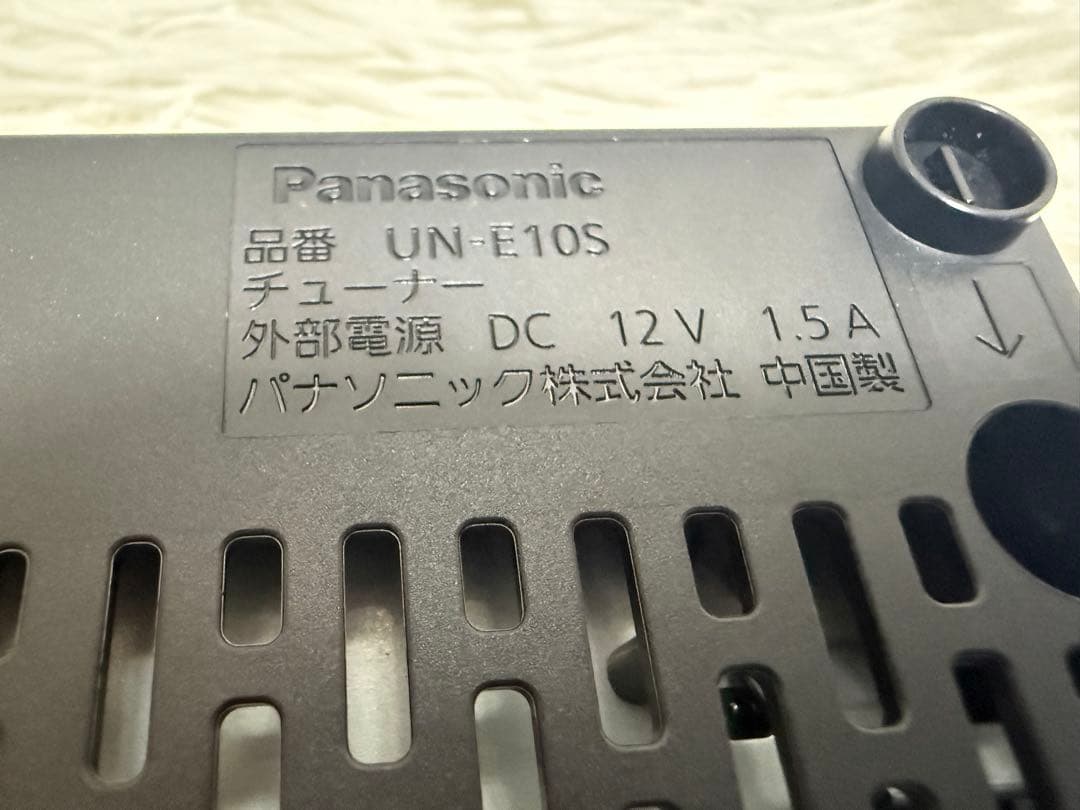 Panasonic
品番 UN-E10S
チューナー
外部電源 DC 12V 1.5A
パナソニック株式会社 中国製